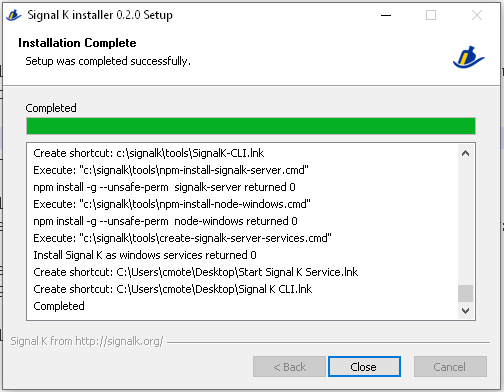 Signal K installer 0.2.0 Setup
Installation Complete
Setup was completed successfully.
Completed
Create shortcut: c:\signalk\tools\SignalK-CLI.lnk
Execute: "c:\signalk\tools\npm-install-signalk-server.cmd"
npm install -g --unsafe-perm  signalk-server returned 0
Execute: "c:\signalk\tools\npm-install-node-windows.cmd"
npm install -g --unsafe-perm  node-windows returned 0
Execute: "c:\signalk\tools\create-signalk-server-services.cmd"
Install Signal K as windows services returned 0
Create shortcut: C:\Users\cmote\Desktop\Start Signal K Service.lnk
Create shortcut: C:\Users\cmote\Desktop\Signal K CLI.lnk
Completed
Signal K from http://signalk.org/
< Back
Close
Cancel